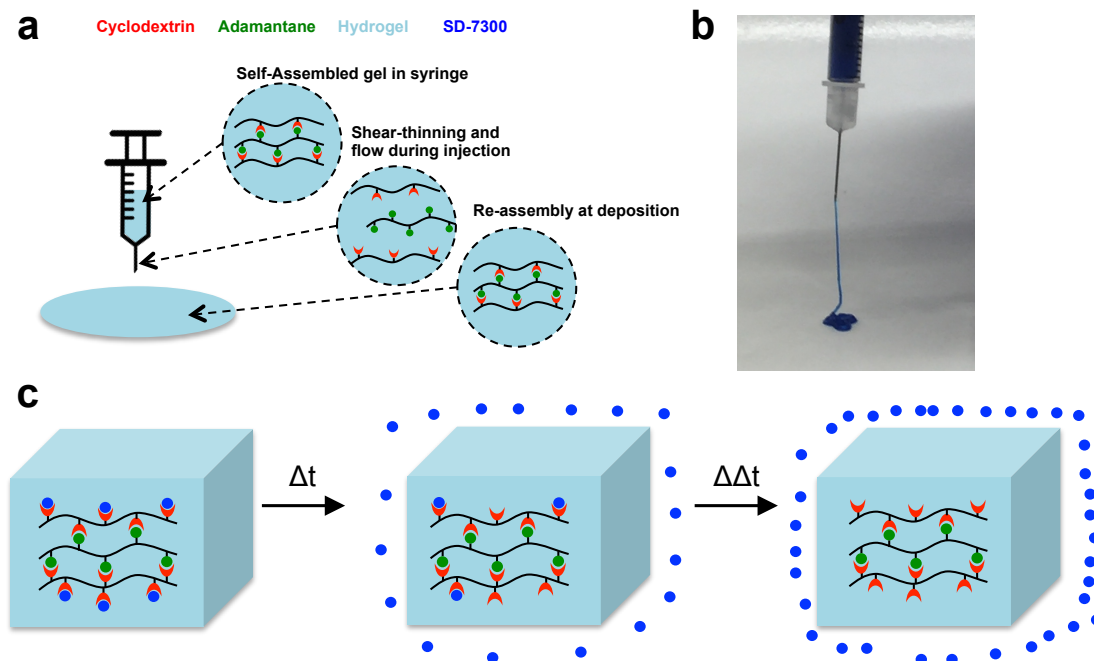 a
Cyclodextrin Adamantane Hydrogel SD-7300
b
Self-Assembled gel in syringe
Shear-thinning and
flow during injection
Re-assembly at deposition
c
Δt
ΔΔt